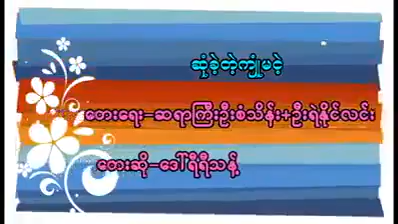 ဆုံခဲ့တဲ့ကျုံမငဲ့
တေးရေး-ဆရာကြီးဦးစံသိန်း+ဦးရဲနိုင်လင်း
တေးဆို-ဒေါ်ရီရီသန့်